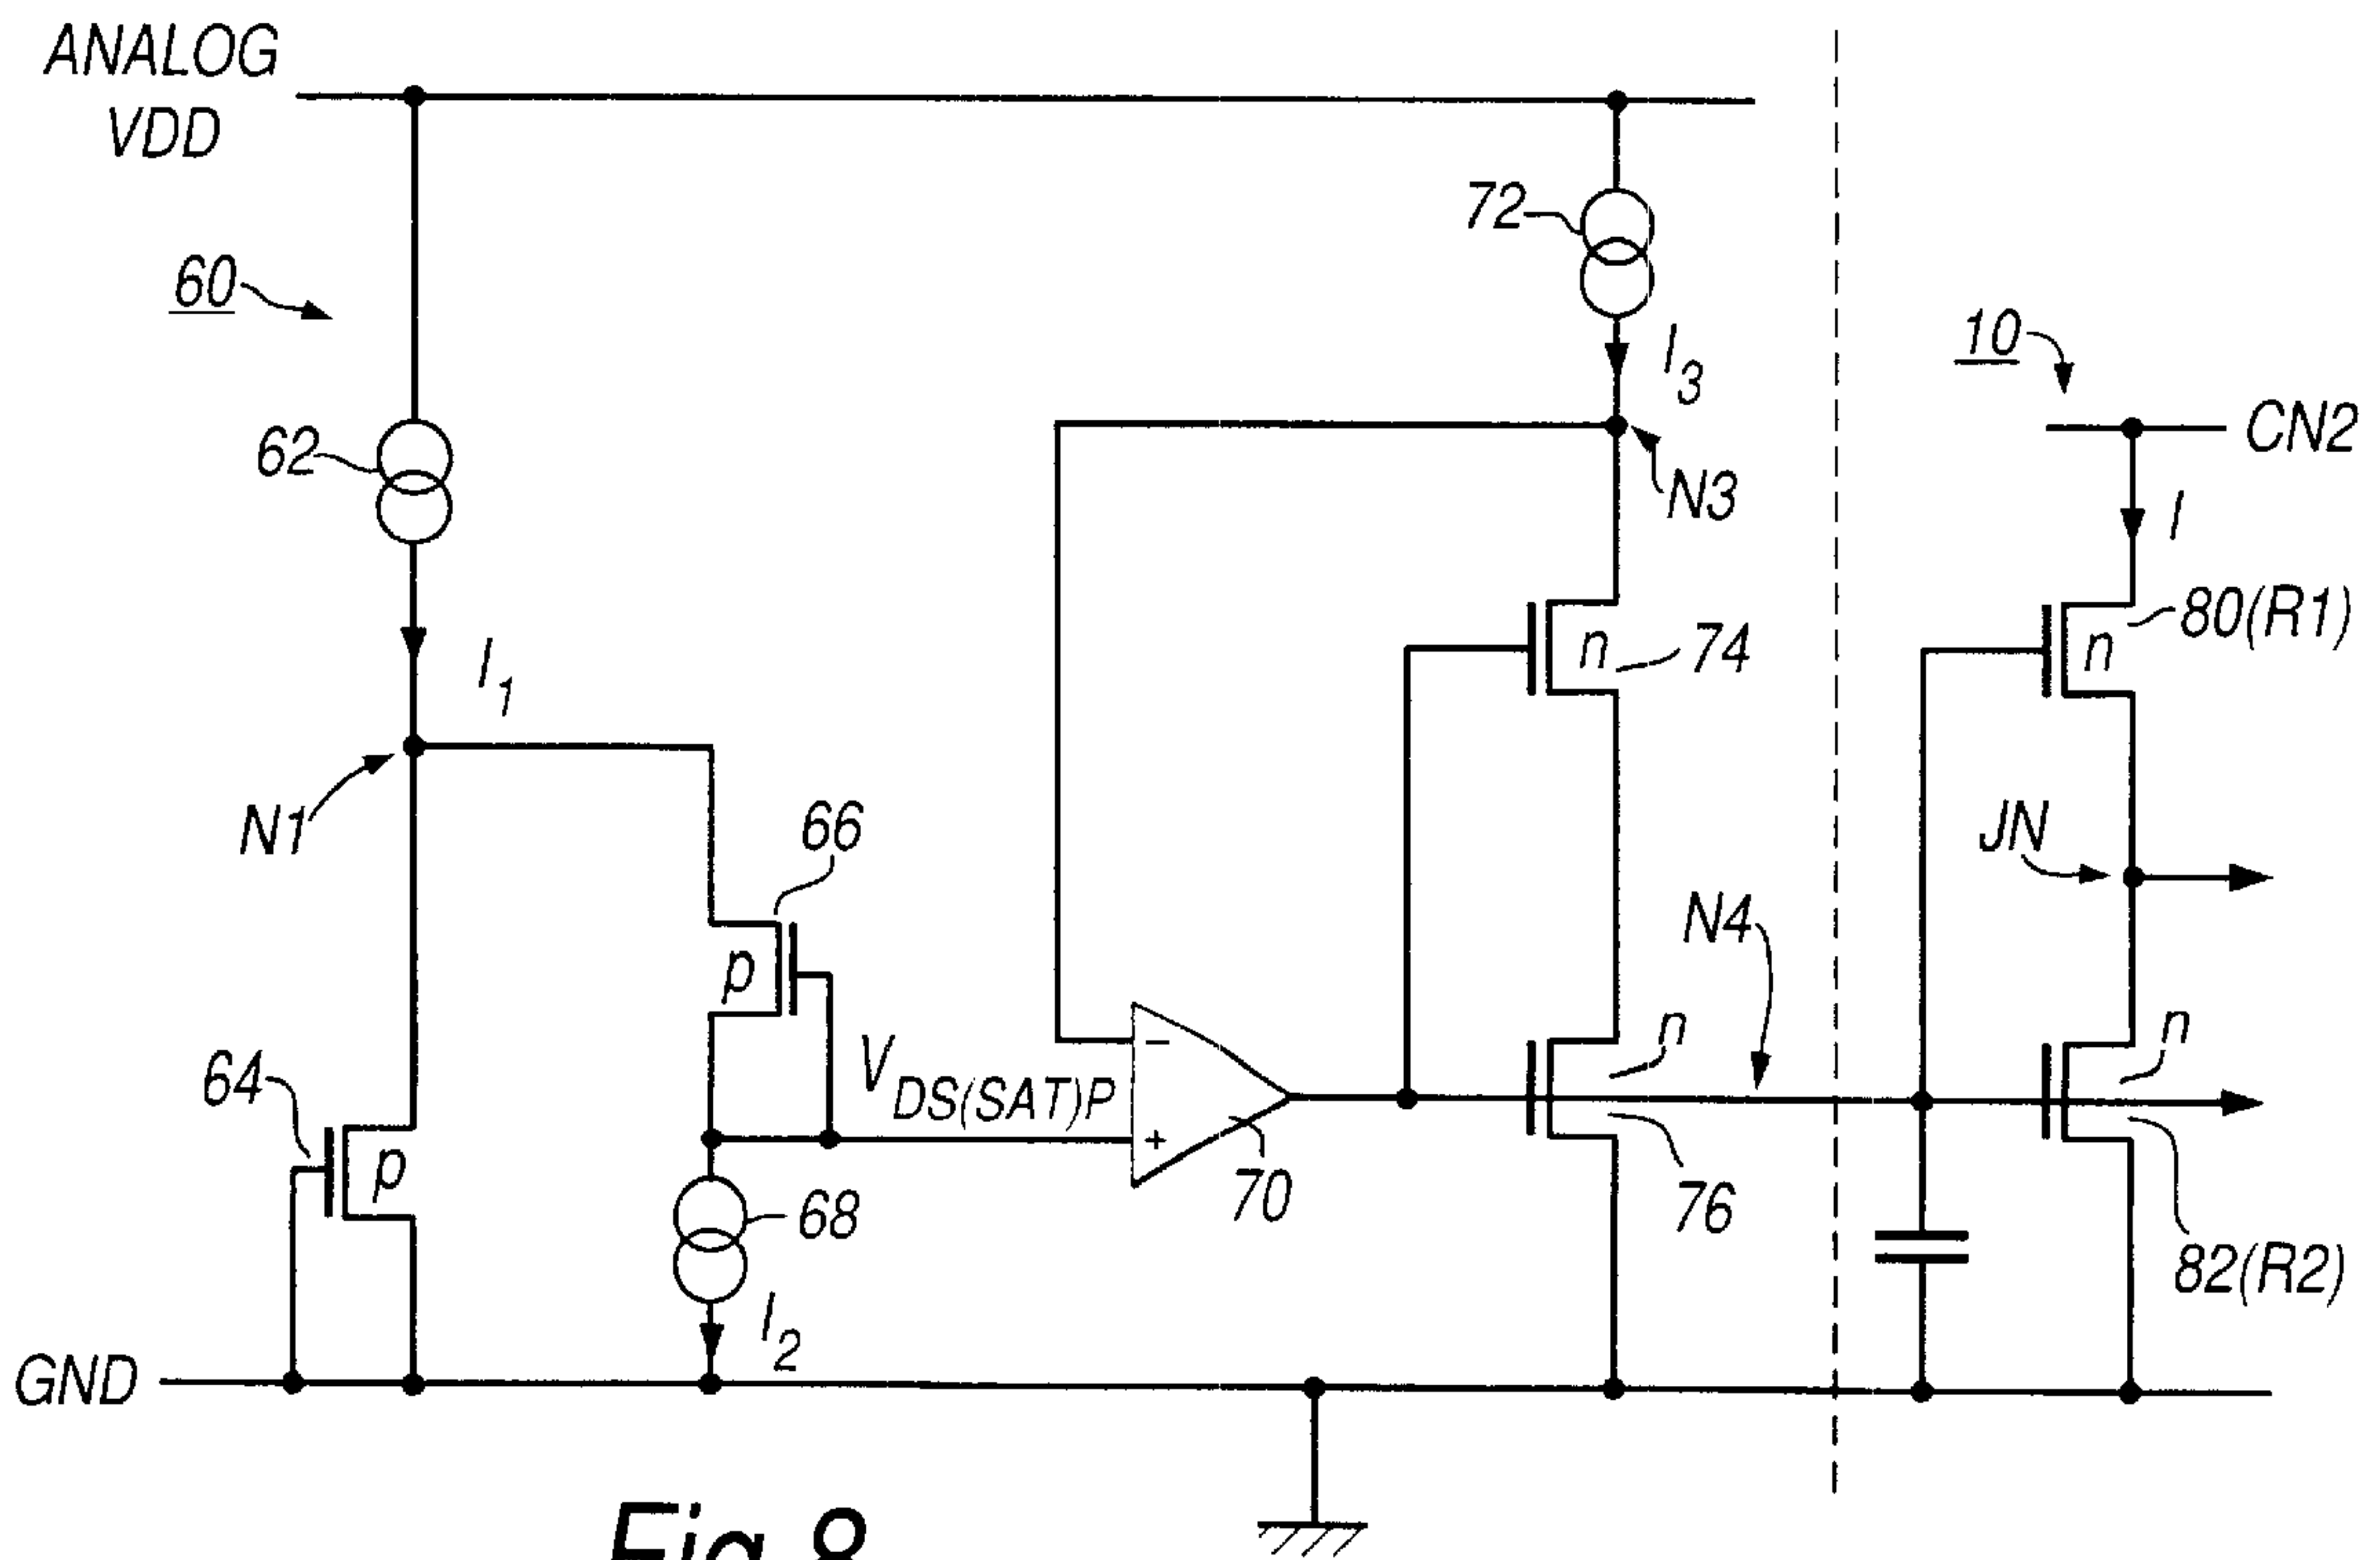 ANALOG
VDD
60
62
I1
N1
64
p
66
p
VDS(SAT)P
68
I2
GND
72
I3
N3
n
74
−
+
70
N4
n
76
10
CN2
I
80(R1)
n
JN
n
82(R2)
Fig.8